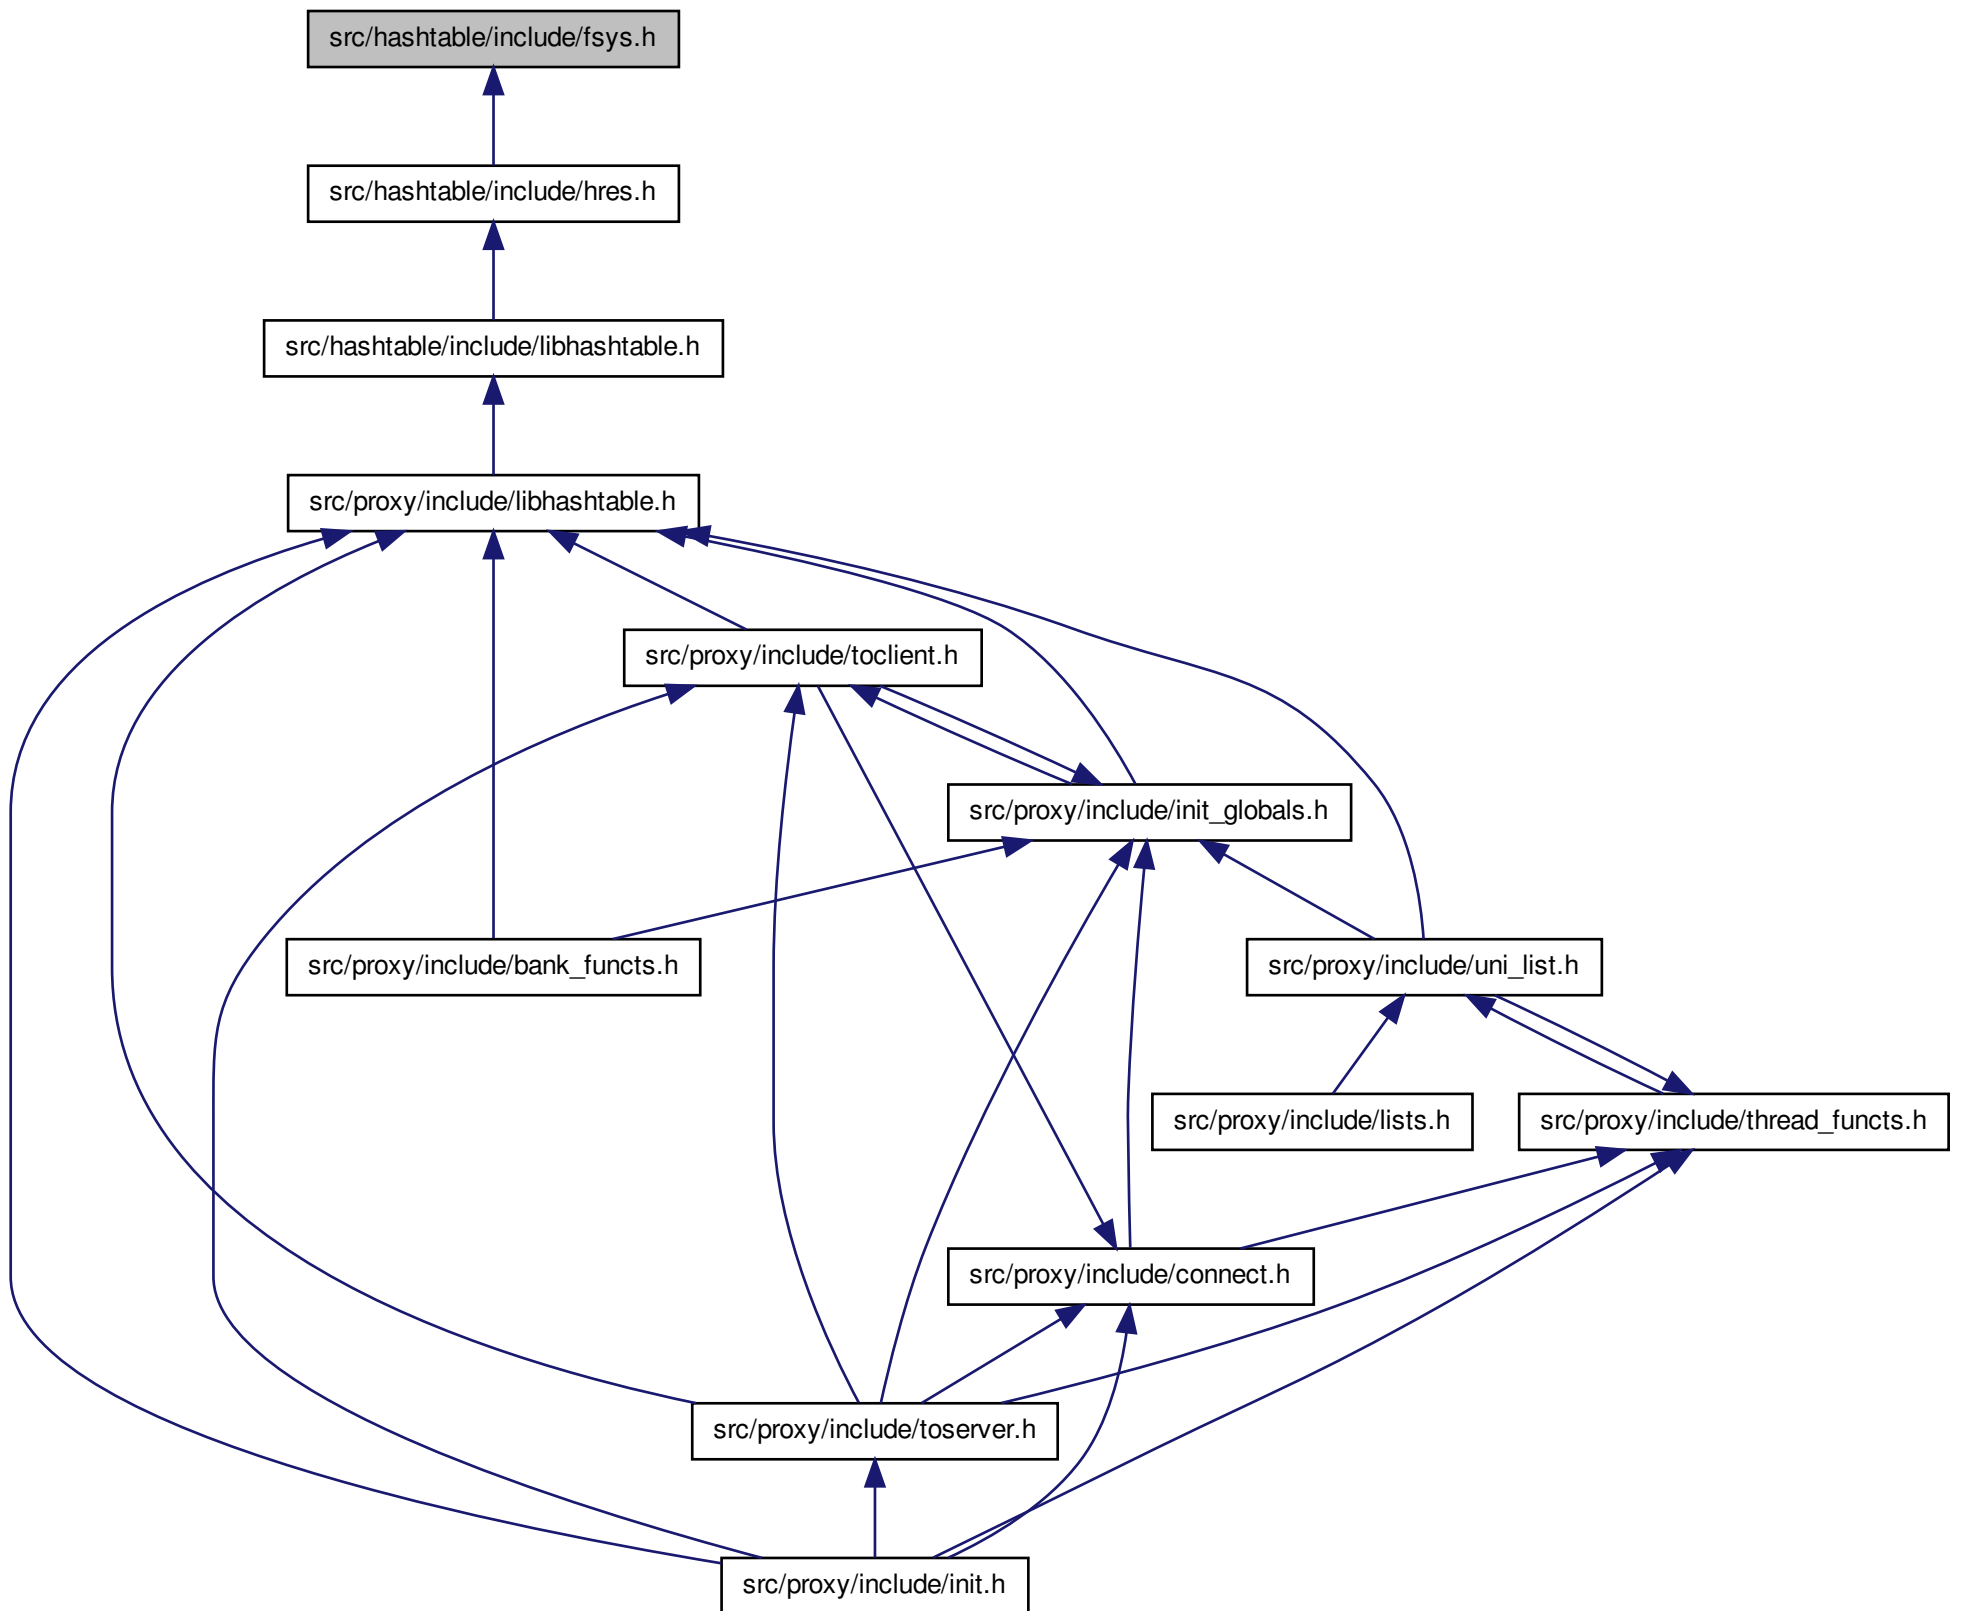 src/hashtable/include/fsys.h
src/hashtable/include/hres.h
src/hashtable/include/libhashtable.h
src/proxy/include/libhashtable.h
src/proxy/include/toclient.h
src/proxy/include/init_globals.h
src/proxy/include/bank_functs.h
src/proxy/include/uni_list.h
src/proxy/include/lists.h
src/proxy/include/thread_functs.h
src/proxy/include/connect.h
src/proxy/include/toserver.h
src/proxy/include/init.h